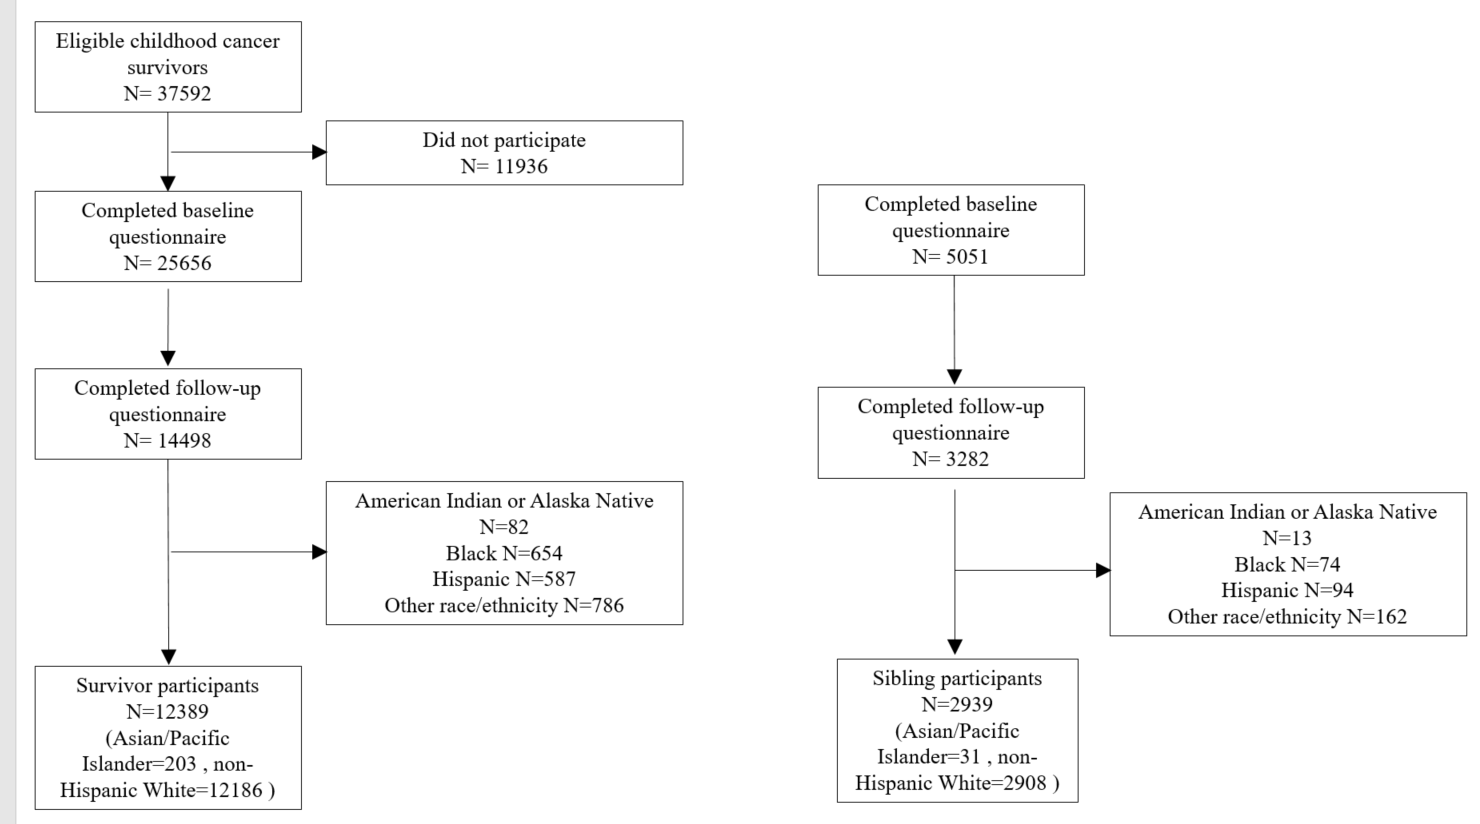 Eligible childhood cancer
survivors
N= 37592
Did not participate
N= 11936
Completed baseline
questionnaire
N= 25656
Completed follow-up
questionnaire
N= 14498
American Indian or Alaska Native
N=82
Black N=654
Hispanic N=587
Other race/ethnicity N=786
Survivor participants
N=12389
(Asian/Pacific
Islander=203 , non-
Hispanic White=12186 )
Completed baseline
questionnaire
N= 5051
Completed follow-up
questionnaire
N= 3282
American Indian or Alaska Native
N=13
Black N=74
Hispanic N=94
Other race/ethnicity N=162
Sibling participants
N=2939
(Asian/Pacific
Islander=31 , non-
Hispanic White=2908 )